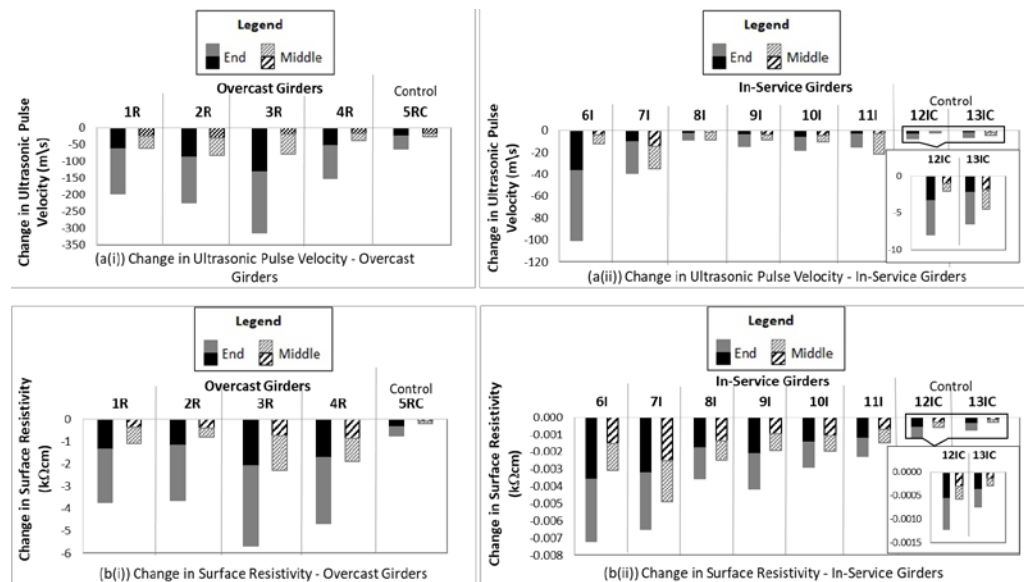 Legend
End Middle
Overcast Girders
Control
1R 2R 3R 4R 5RC
Change in Ultrasonic Pulse
Velocity (m\s)
0
-50
-100
-150
-200
-250
-300
-350
(a(i)) Change in Ultrasonic Pulse Velocity - Overcast
Girders
Legend
End Middle
In-Service Girders
Control
6I 7I 8I 9I 10I 11I 12IC 13IC
Change in Ultrasonic Pulse
Velocity (m\s)
0
-20
-40
-60
-80
-100
-120
12IC 13IC
0
-5
-10
(a(ii)) Change in Ultrasonic Pulse Velocity - In-Service Girders
Legend
End Middle
Overcast Girders
Control
1R 2R 3R 4R 5RC
Change in Surface Resistivity
(kΩcm)
0
-1
-2
-3
-4
-5
-6
(b(i)) Change in Surface Resistivity - Overcast Girders
Legend
End Middle
In-Service Girders
Control
6I 7I 8I 9I 10I 11I 12IC 13IC
Change in Surface Resistivity
(kΩcm)
0.000
-0.001
-0.002
-0.003
-0.004
-0.005
-0.006
-0.007
-0.008
12IC 13IC
0.0000
-0.0005
-0.0010
-0.0015
(b(ii)) Change in Surface Resistivity - In-Service Girders